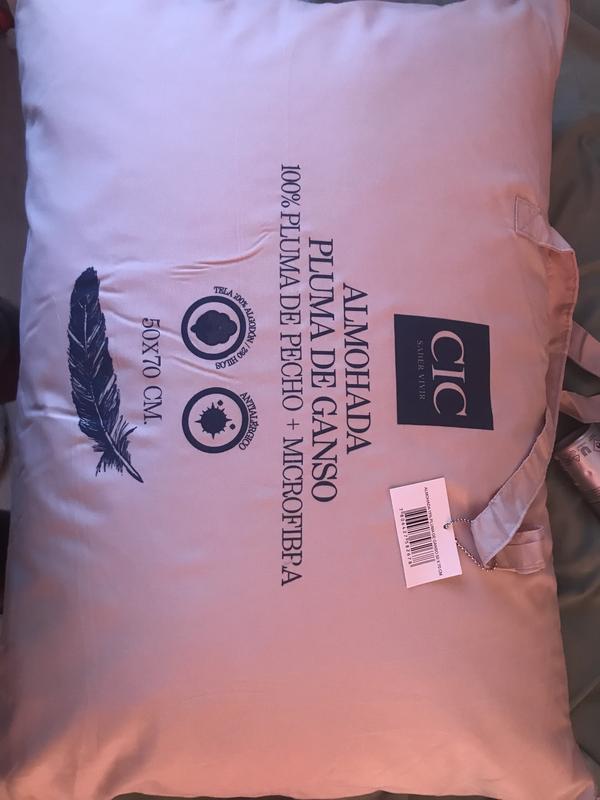 CIC
SABER VIVIR
ALMOHADA
PLUMA DE GANSO
100% PLUMA DE PECHO + MICROFIBRA
TELA 100% ALGODÓN / 290 HILOS
ANTIALÉRGICO
50X70 CM.